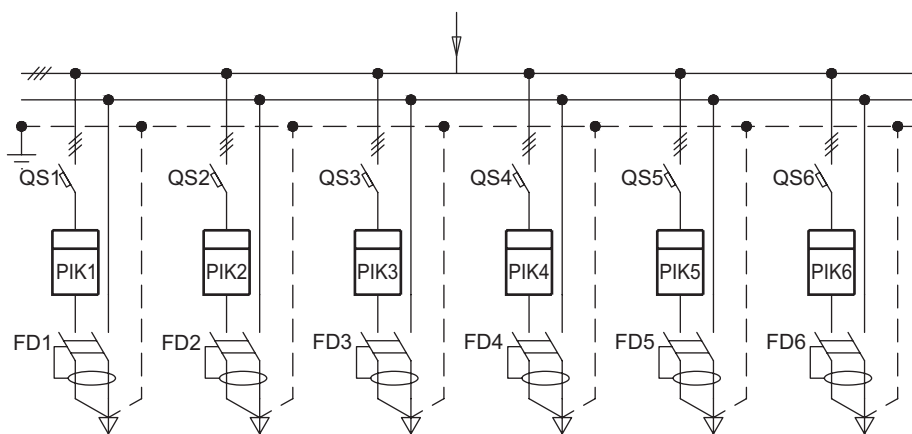 QS1 QS2 QS3 QS4 QS5 QS6
PIK1 PIK2 PIK3 PIK4 PIK5 PIK6
FD1 FD2 FD3 FD4 FD5 FD6